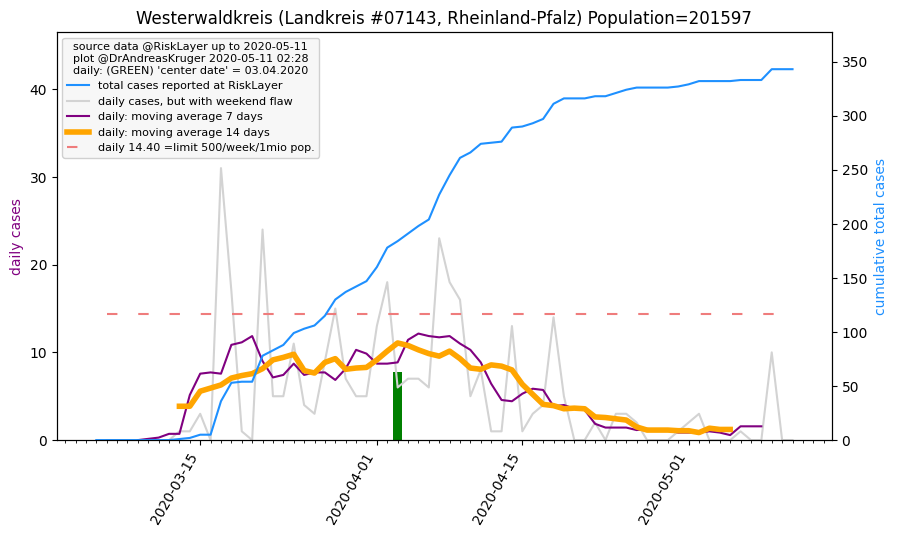 Westerwaldkreis (Landkreis #07143, Rheinland-Pfalz) Population=201597
source data @RiskLayer up to 2020-05-11
plot @DrAndreasKruger 2020-05-11 02:28
daily: (GREEN) 'center date' = 03.04.2020
total cases reported at RiskLayer
daily cases, but with weekend flaw
daily: moving average 7 days
daily: moving average 14 days
daily 14.40 =limit 500/week/1mio pop.
daily cases
40
30
20
10
0
cumulative total cases
350
300
250
200
150
100
50
0
2020-03-15
2020-04-01
2020-04-15
2020-05-01